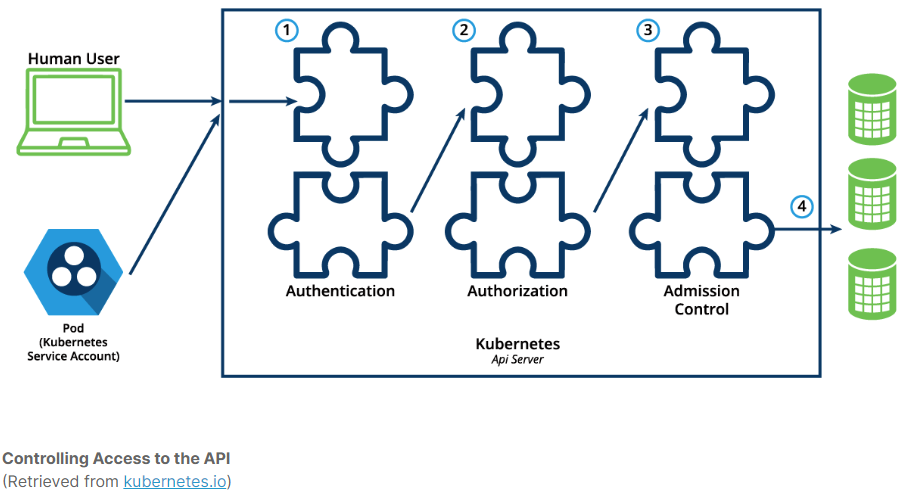 1
2
3
Human User
4
Authentication
Authorization
Admission
Control
Pod
(Kubernetes
Service Account)
Kubernetes
Api Server
Controlling Access to the API
(Retrieved from kubernetes.io)